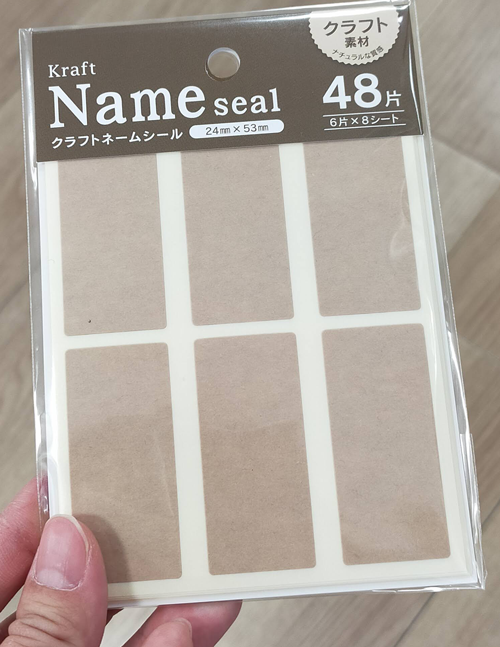 Kraft
Name seal
クラフトネームシール
24mm×53mm
クラフト
素材
ナチュラルな質感
48片
6片×8シート